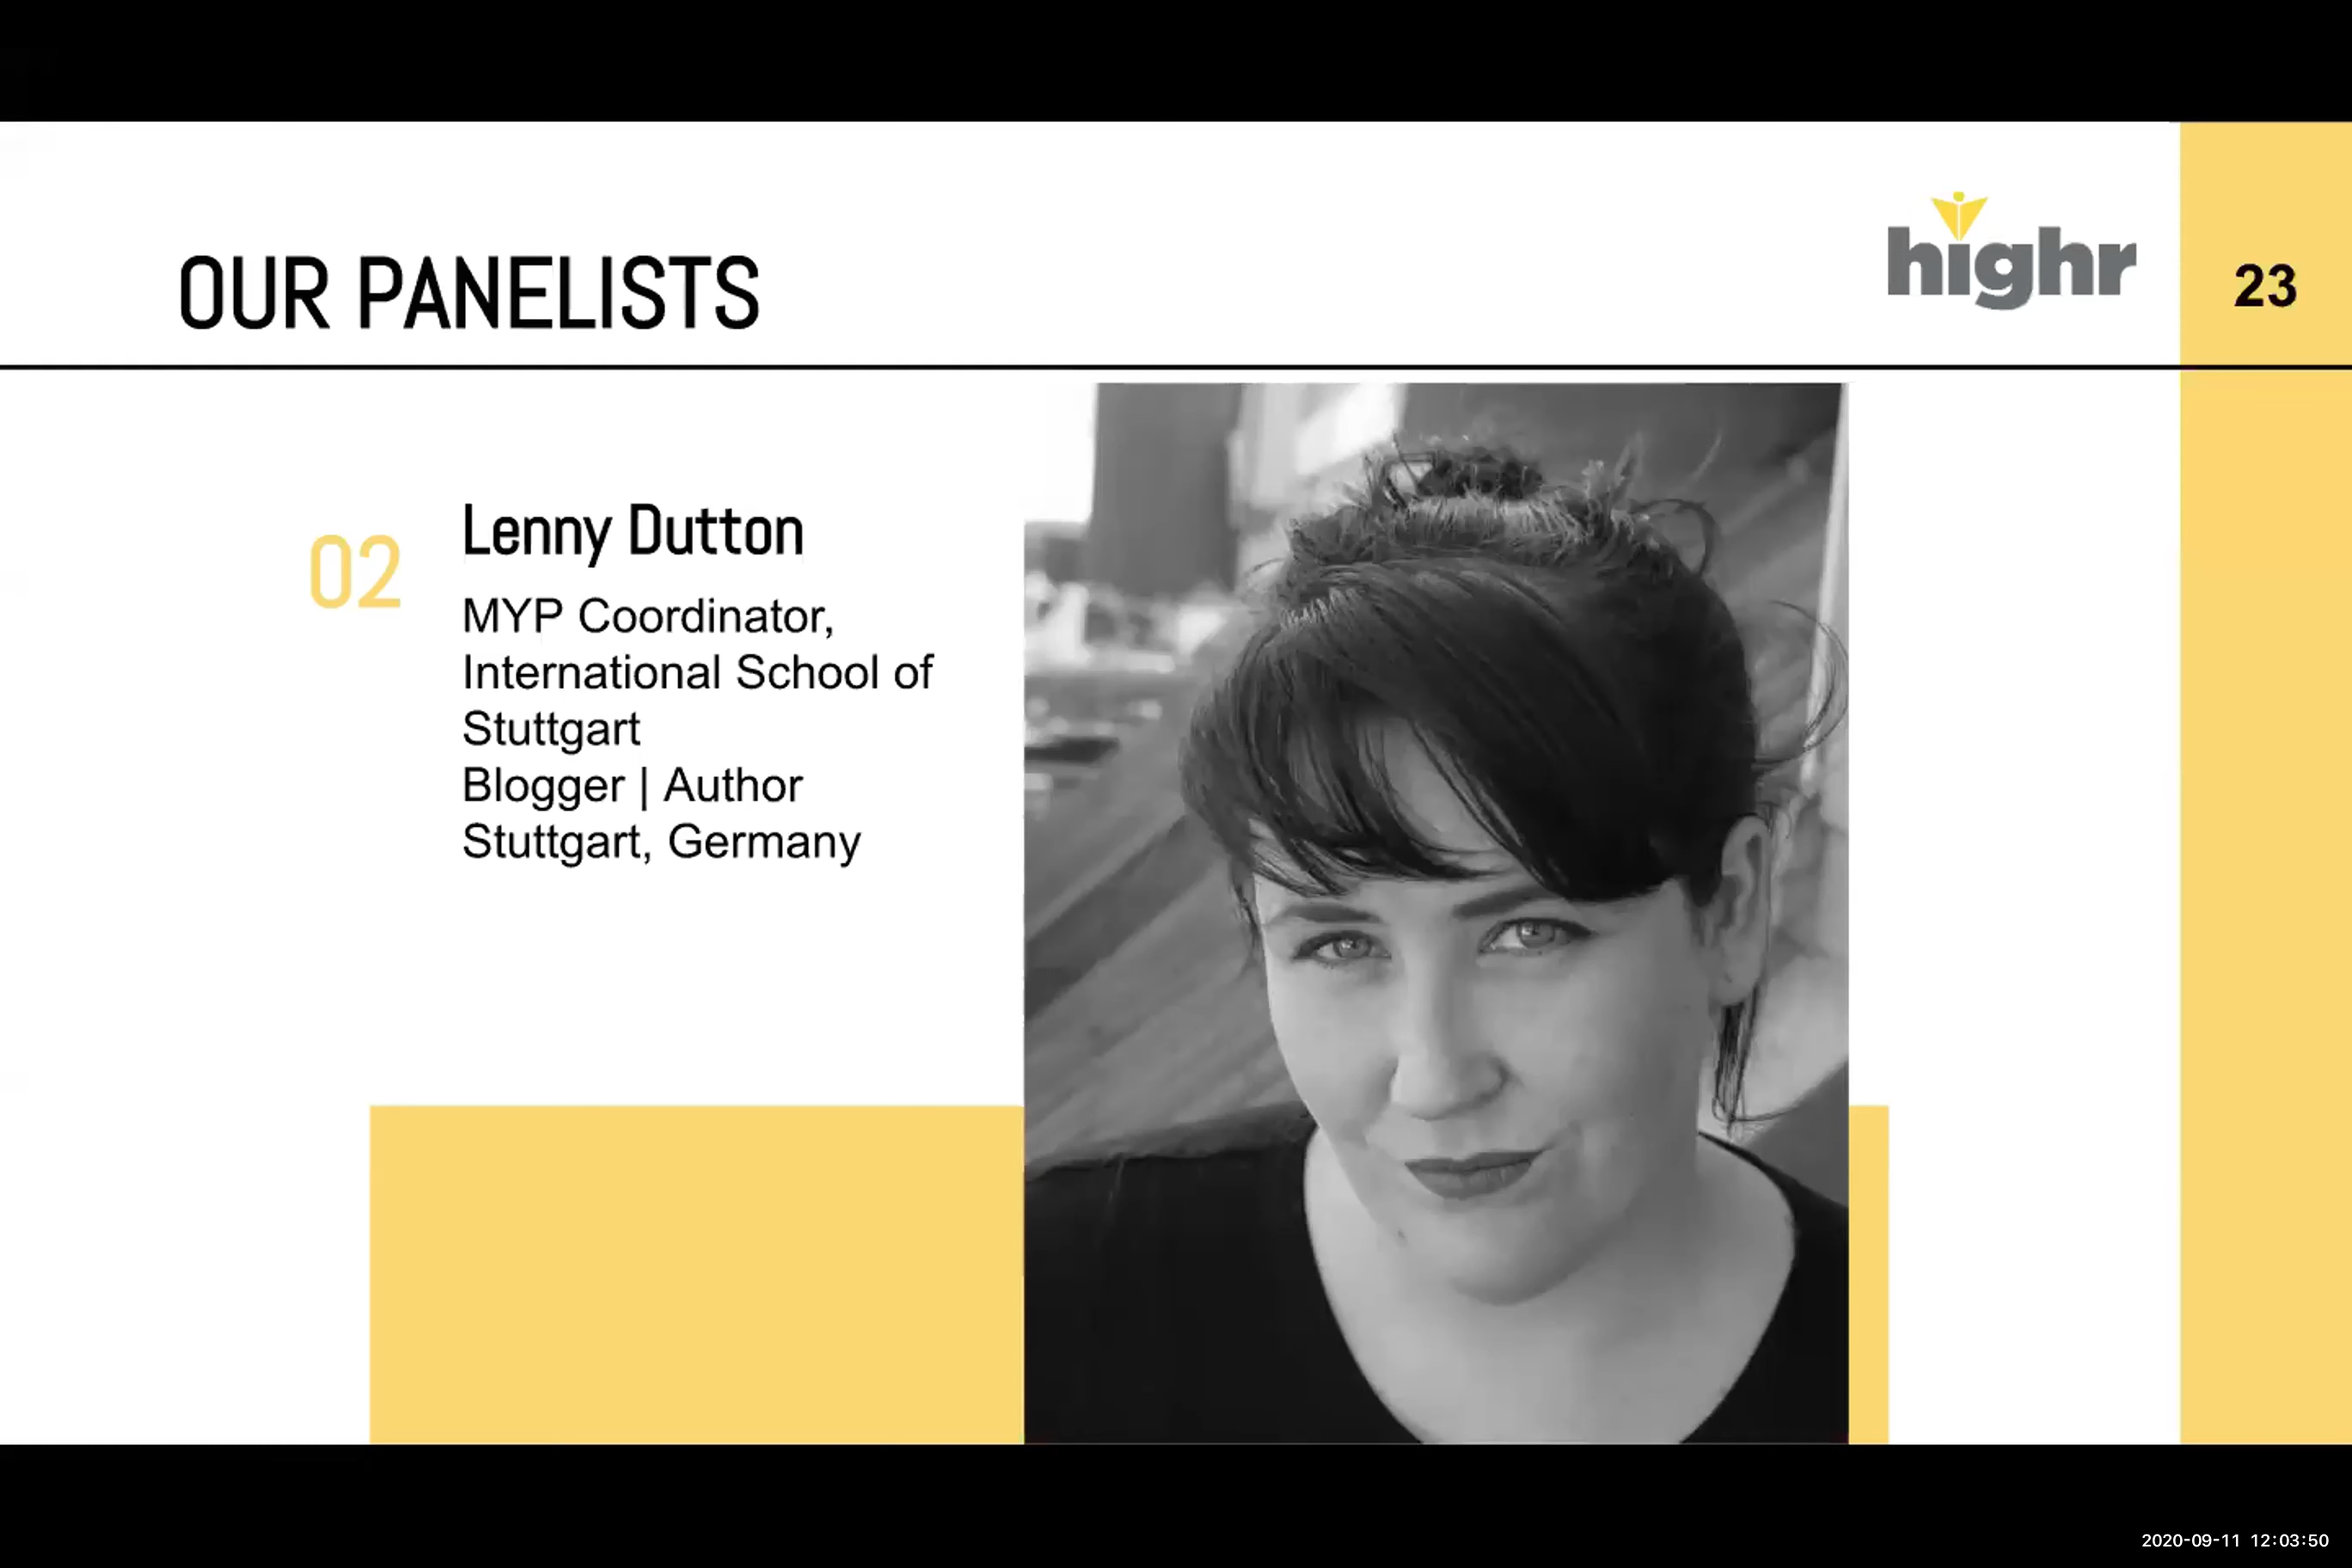 OUR PANELISTS
highr
23
02
Lenny Dutton
MYP Coordinator,
International School of
Stuttgart
Blogger | Author
Stuttgart, Germany
2020-09-11 12:03:50